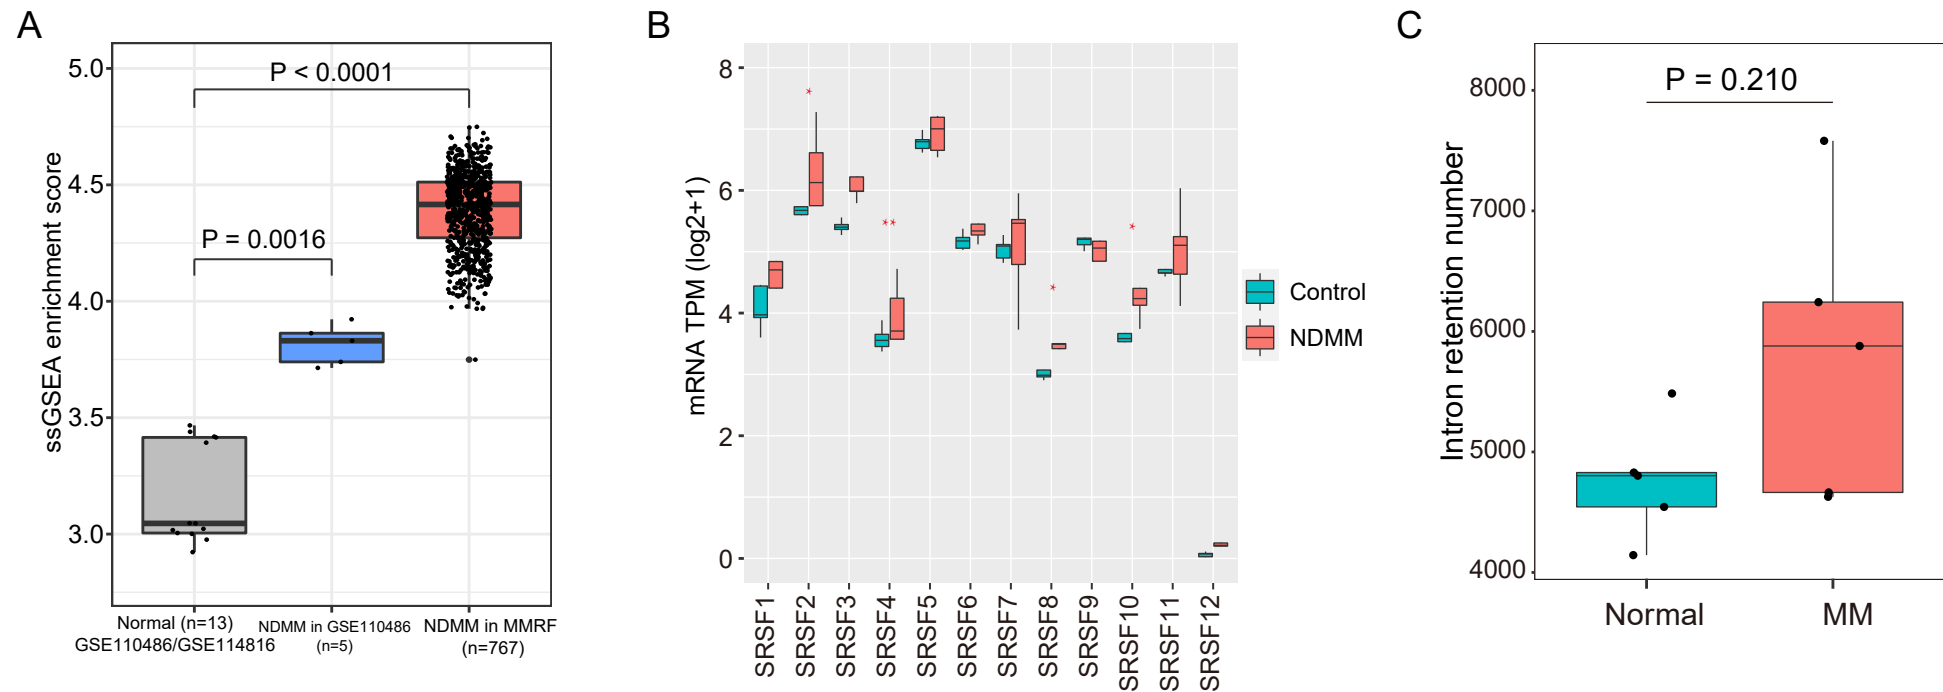 A
ssGSEA enrichment score
5.0
4.5
4.0
3.5
3.0
P < 0.0001
P = 0.0016
Normal (n=13)
GSE110486/GSE114816
NDMM in GSE110486
(n=5)
NDMM in MMRF
(n=767)
B
mRNA TPM (log2+1)
8
6
4
2
0
*
**
*
*
SRSF1
SRSF2
SRSF3
SRSF4
SRSF5
SRSF6
SRSF7
SRSF8
SRSF9
SRSF10
SRSF11
SRSF12
Control
NDMM
C
Intron retention number
8000
7000
6000
5000
4000
P = 0.210
Normal
MM